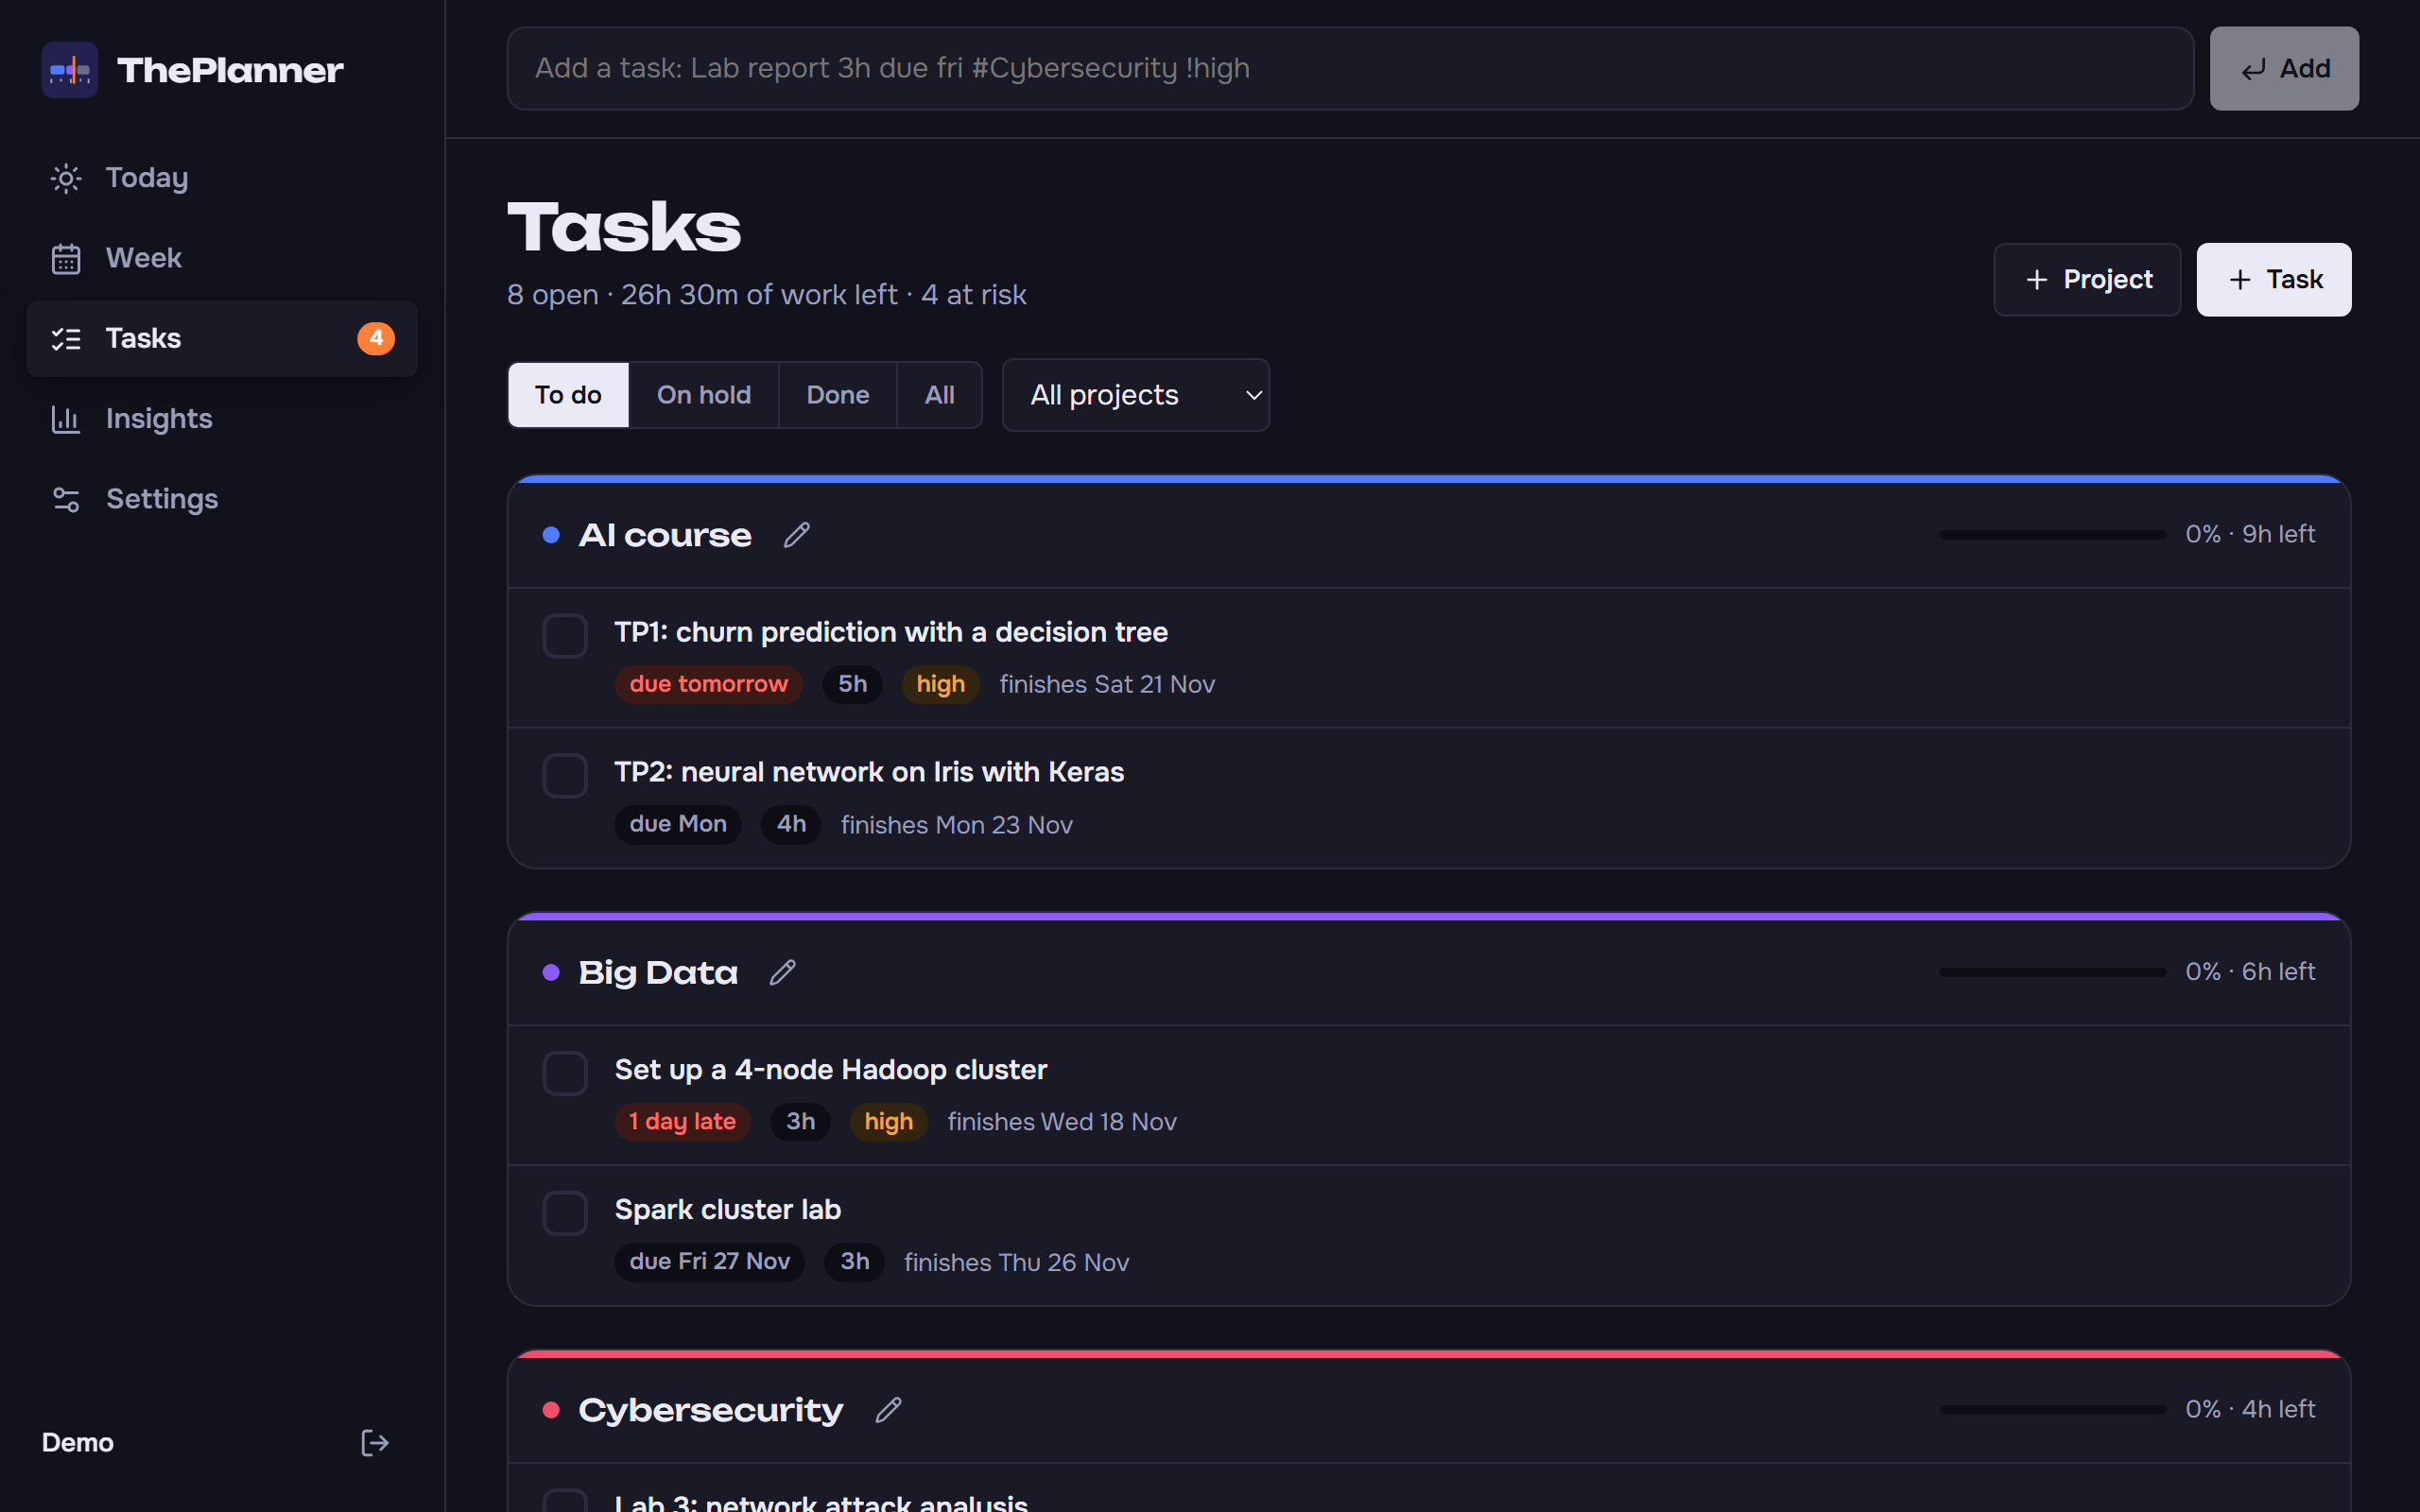 ThePlanner
Today
Week
Tasks 4
Insights
Settings
Demo
Add a task: Lab report 3h due fri #Cybersecurity !high
Add
Tasks
8 open · 26h 30m of work left · 4 at risk
+ Project
+ Task
To do On hold Done All
All projects
AI course
0% · 9h left
TP1: churn prediction with a decision tree
due tomorrow 5h high finishes Sat 21 Nov
TP2: neural network on Iris with Keras
due Mon 4h finishes Mon 23 Nov
Big Data
0% · 6h left
Set up a 4-node Hadoop cluster
1 day late 3h high finishes Wed 18 Nov
Spark cluster lab
due Fri 27 Nov 3h finishes Thu 26 Nov
Cybersecurity
0% · 4h left
Lab 3: network attack analysis